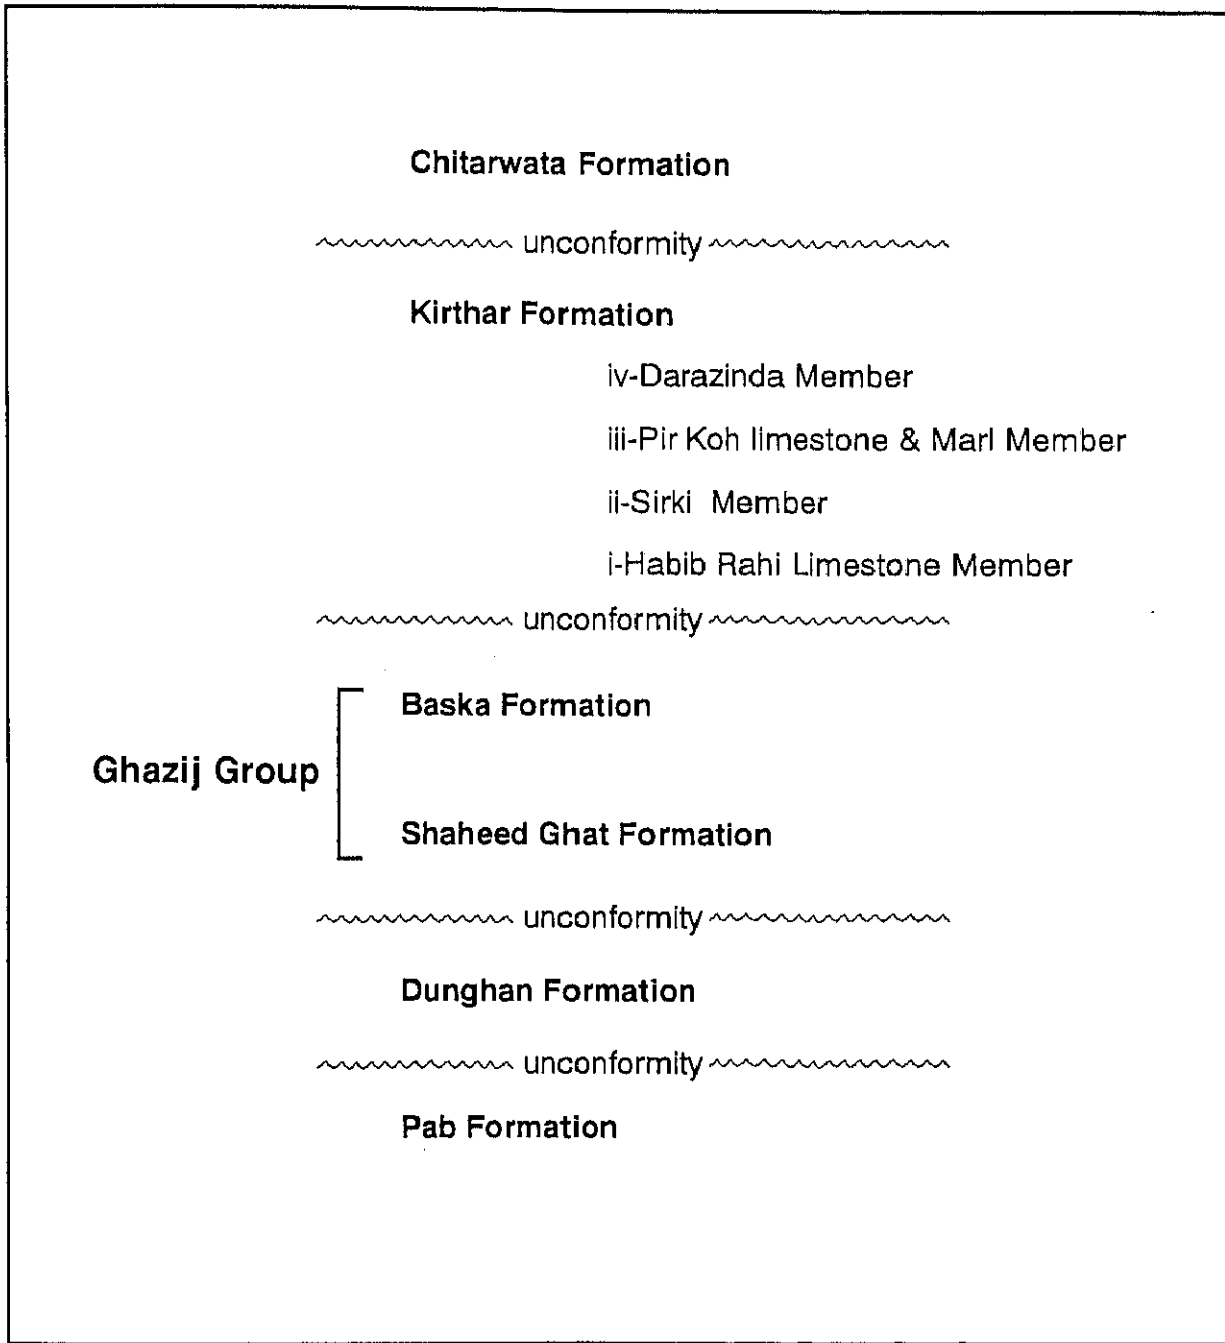 Chitarwata Formation
unconformity
Kirthar Formation
iv-Darazinda Member
iii-Pir Koh limestone & Marl Member
ii-Sirki Member
i-Habib Rahi Limestone Member
unconformity
Baska Formation
Ghazij Group
Shaheed Ghat Formation
unconformity
Dunghan Formation
unconformity
Pab Formation